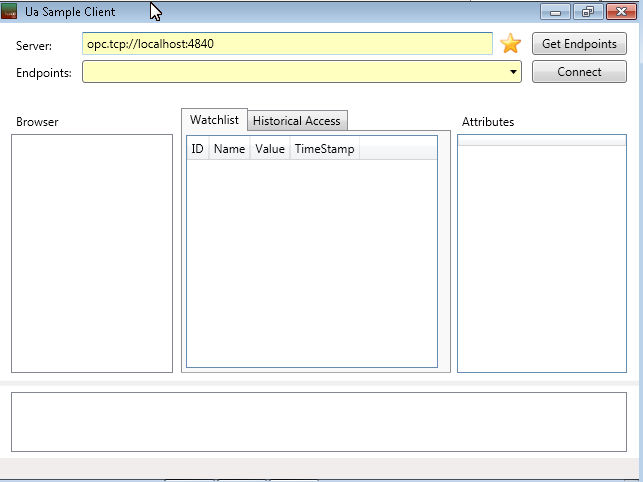 Ua Sample Client
Server: opc.tcp://localhost:4840 Get Endpoints
Endpoints: Connect
Browser Watchlist Historical Access Attributes
ID Name Value TimeStamp